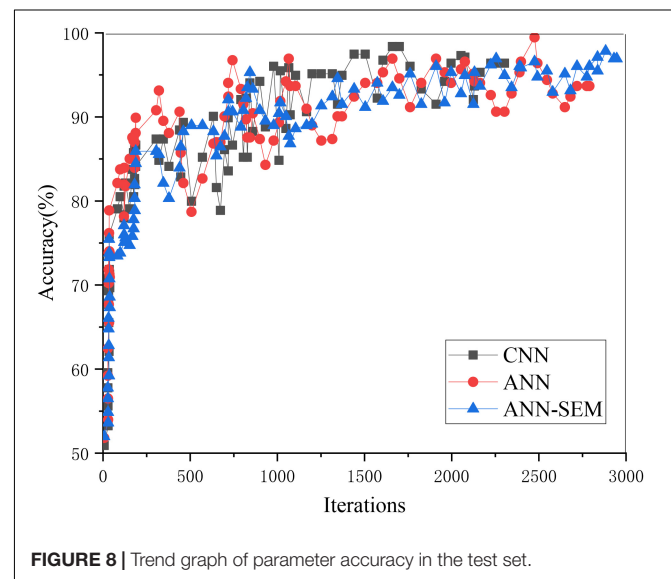 100
90
80
70
60
50
Accuracy(%)
CNN
ANN
ANN-SEM
0 500 1000 1500 2000 2500 3000
Iterations
FIGURE 8 | Trend graph of parameter accuracy in the test set.